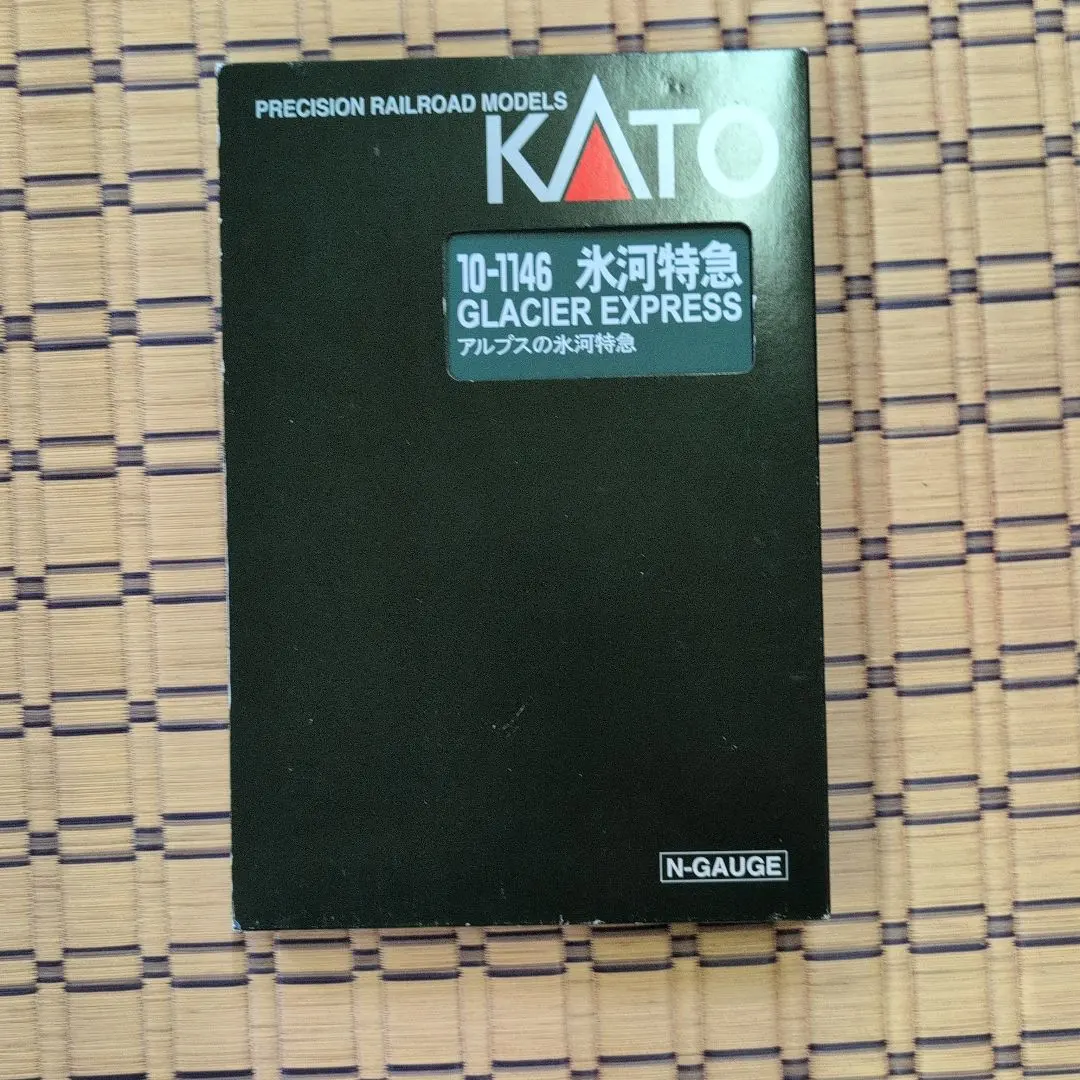 PRECISION RAILROAD MODELS
KATO
10-1146 氷河特急
GLACIER EXPRESS
アルプスの氷河特急
N-GAUGE